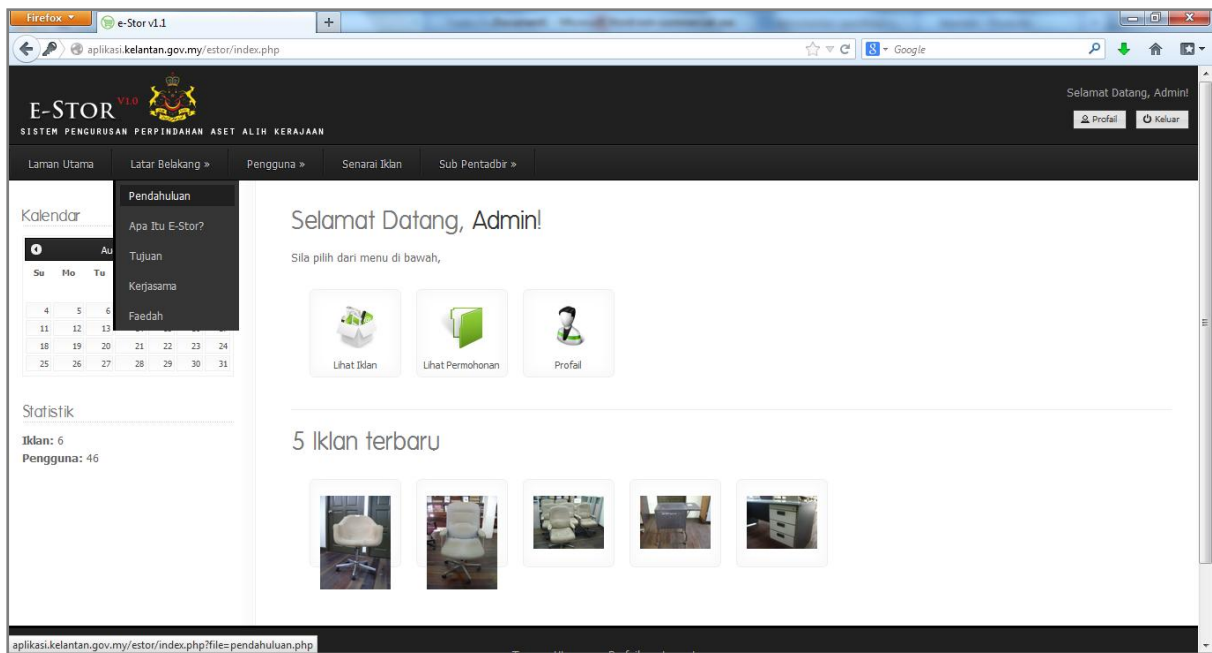 Firefox
e-Stor v1.1
aplikasi.kelantan.gov.my/estor/index.php
Google
E-STOR V1.0
SISTEM PENGURUSAN PERPINDAHAN ASET ALIH KERAJAAN
Selamat Datang, Admin!
Profail
Keluar
Laman Utama
Latar Belakang »
Pengguna »
Senarai Iklan
Sub Pentadbir »
Pendahuluan
Apa Itu E-Stor?
Tujuan
Kerjasama
Faedah
Kalendar
Au
Su Mo Tu
4 5 6
11 12 13
18 19 20 21 22 23 24
25 26 27 28 29 30 31
Statistik
Iklan: 6
Pengguna: 46
Selamat Datang, Admin!
Sila pilih dari menu di bawah,
Lihat Iklan
Lihat Permohonan
Profail
5 Iklan terbaru
aplikasi.kelantan.gov.my/estor/index.php?file=pendahuluan.php